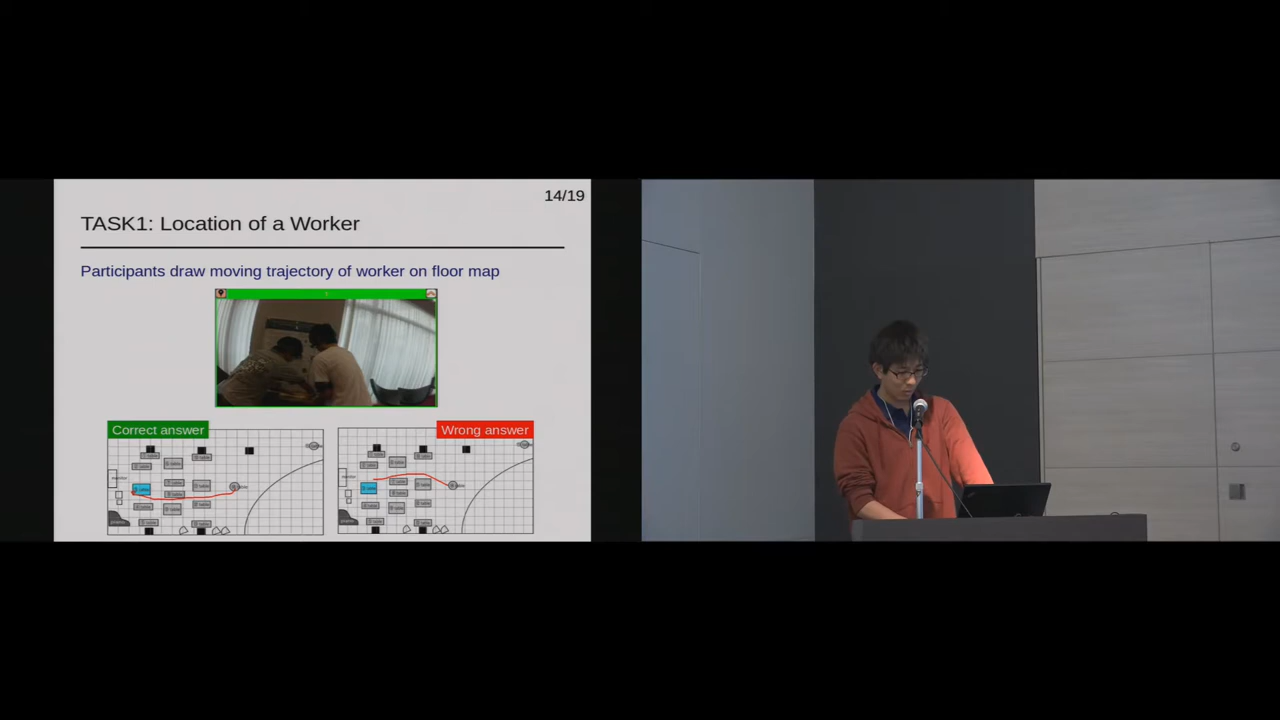 14/19
TASK1: Location of a Worker
Participants draw moving trajectory of worker on floor map
Correct answer
Wrong answer